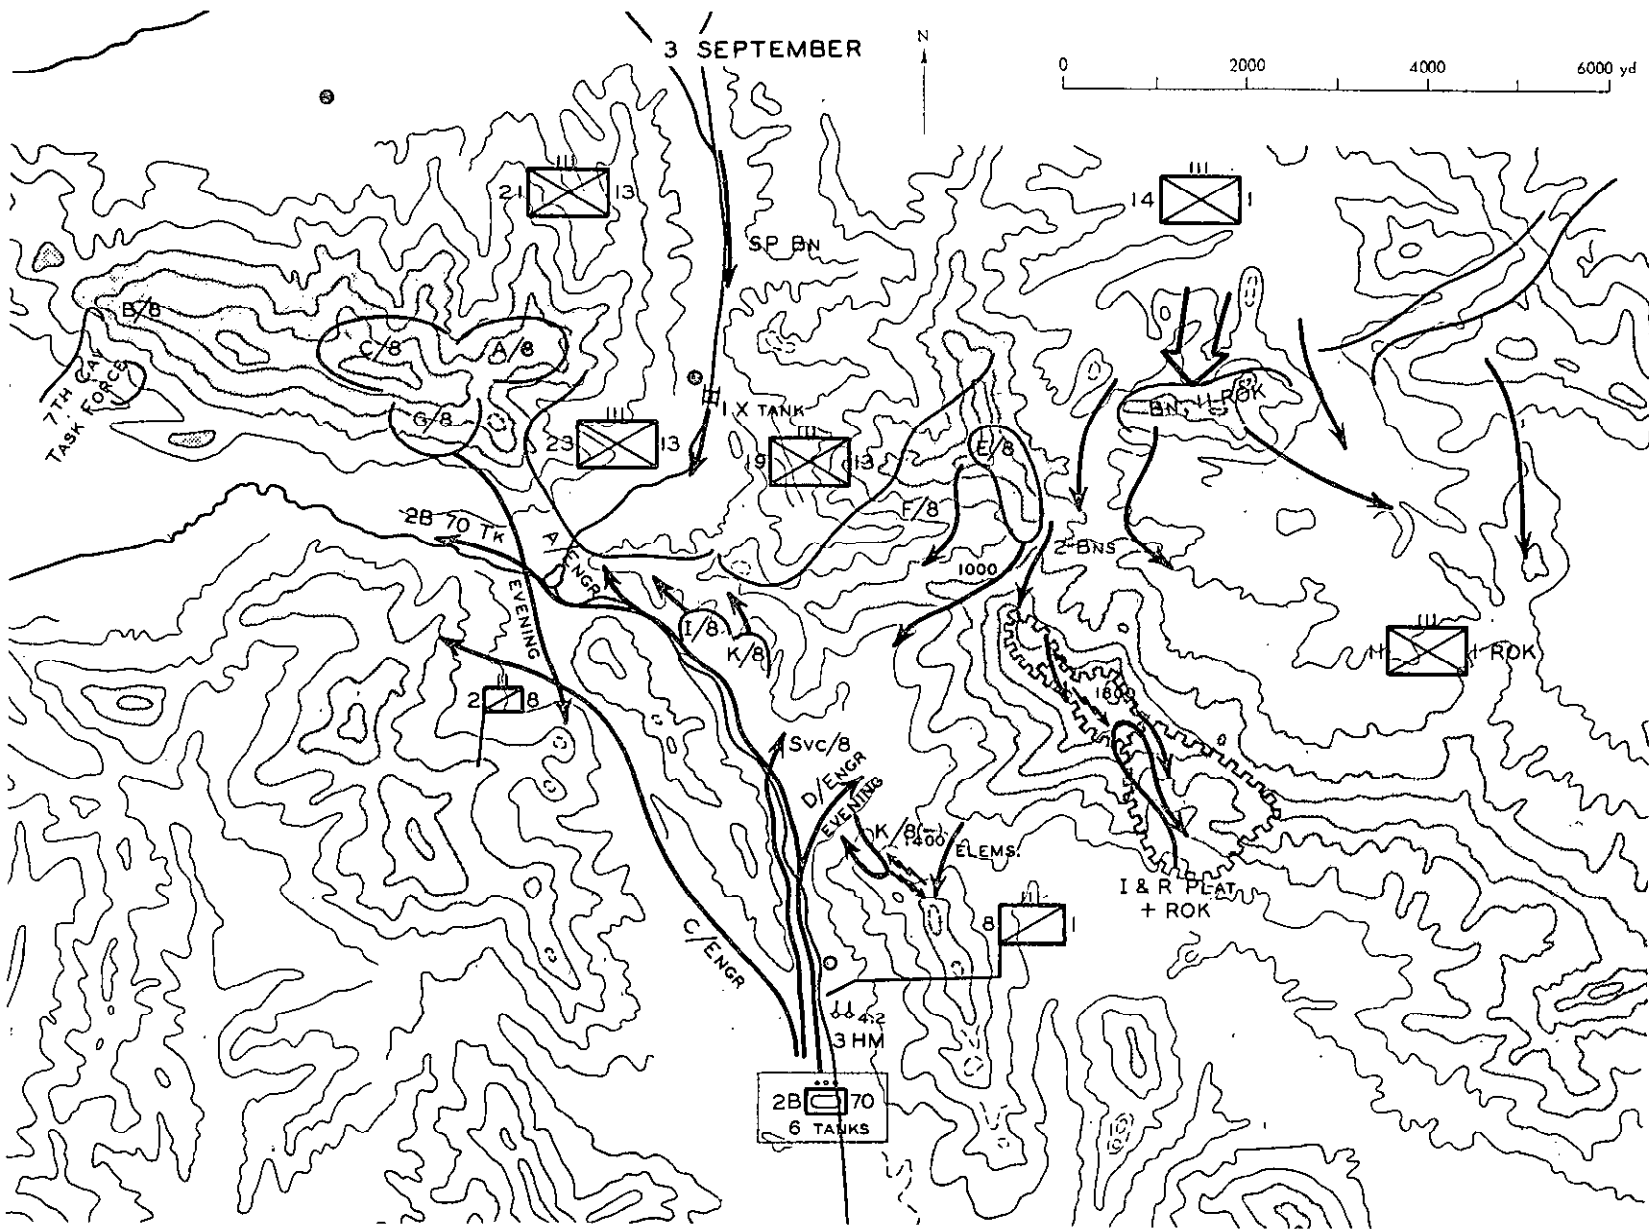 3 SEPTEMBER
N
0 2000 4000 6000 yd
21 13
14 1
SP BN
B/8
C/8
A/8
7TH CAV
TASK FORCE
G/8
1 X TANK
BN, 11 ROK
23 13
19 13
E/8
F/8
2B 70 TK
A/ENGR
2 BNS
1000
EVENING
I/8
K/8
11 1 ROK
2 8
1800
SVC/8
D/ENGR
EVENING
K/8(-)
1400
ELEMS.
I & R PLAT
+ ROK
8 1
C/ENGR
4.2
3 HM
2B 70
6 TANKS